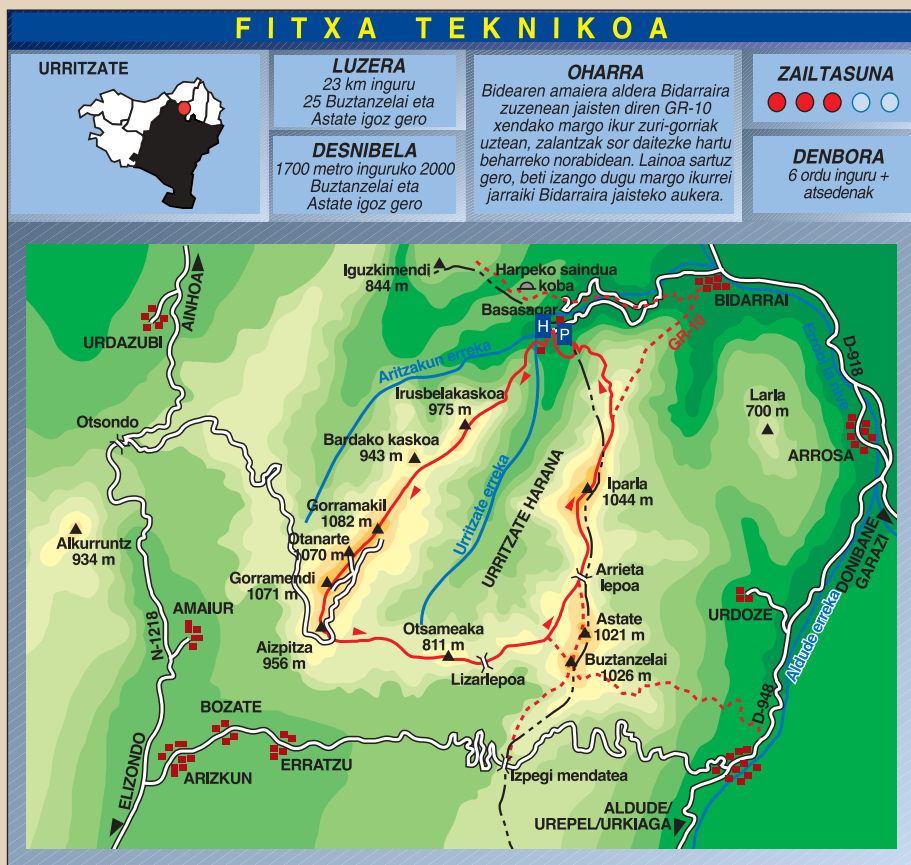 FITXA TEKNIKOA
URRITZATE
LUZERA
23 km inguru
25 Buztanzelai eta
Astate igoz gero
DESNIBELA
1700 metro inguruko 2000
Buztanzelai eta
Astate igoz gero
OHARRA
Bidearen amaiera aldera Bidarraira
zuzenean jaisten diren GR-10
xendako margo ikur zuri-gorriak
uztean, zalantzak sor daitezke hartu
beharreko norabidean. Lainoa sartuz
gero, beti izango dugu margo ikurrei
jarraiki Bidarraira jaisteko aukera.
ZAILTASUNA
DENBORA
6 ordu inguru +
atsedenak
Iguzkimendi
844 m
Harpeko saindua
koba
Basasagar
H
P
BIDARRAI
GR-10
AINHOA
URDAZUBI
Aritzakun erreka
Irusbelakaskoa
975 m
D-918
Larla
700 m
ARROSA
Otsondo
Bardako kaskoa
943 m
Urritzate erreka
URRITZATE HARANA
Iparla
1044 m
Gorramakil
1082 m
Otanarte
1070 m
Alkurruntz
934 m
Gorramendi
1071 m
Arrieta
lepoa
DONIBANE
GARAZI
URDOZE
AMAIUR
N-1218
Aizpitza
956 m
Otsameaka
811 m
Lizarlepoa
Astate
1021 m
Buztanzelai
1026 m
Aldude erreka
D-948
BOZATE
ARIZKUN
ERRATZU
ELIZONDO
Izpegi mendatea
ALDUDE/
UREPEL/URKIAGA